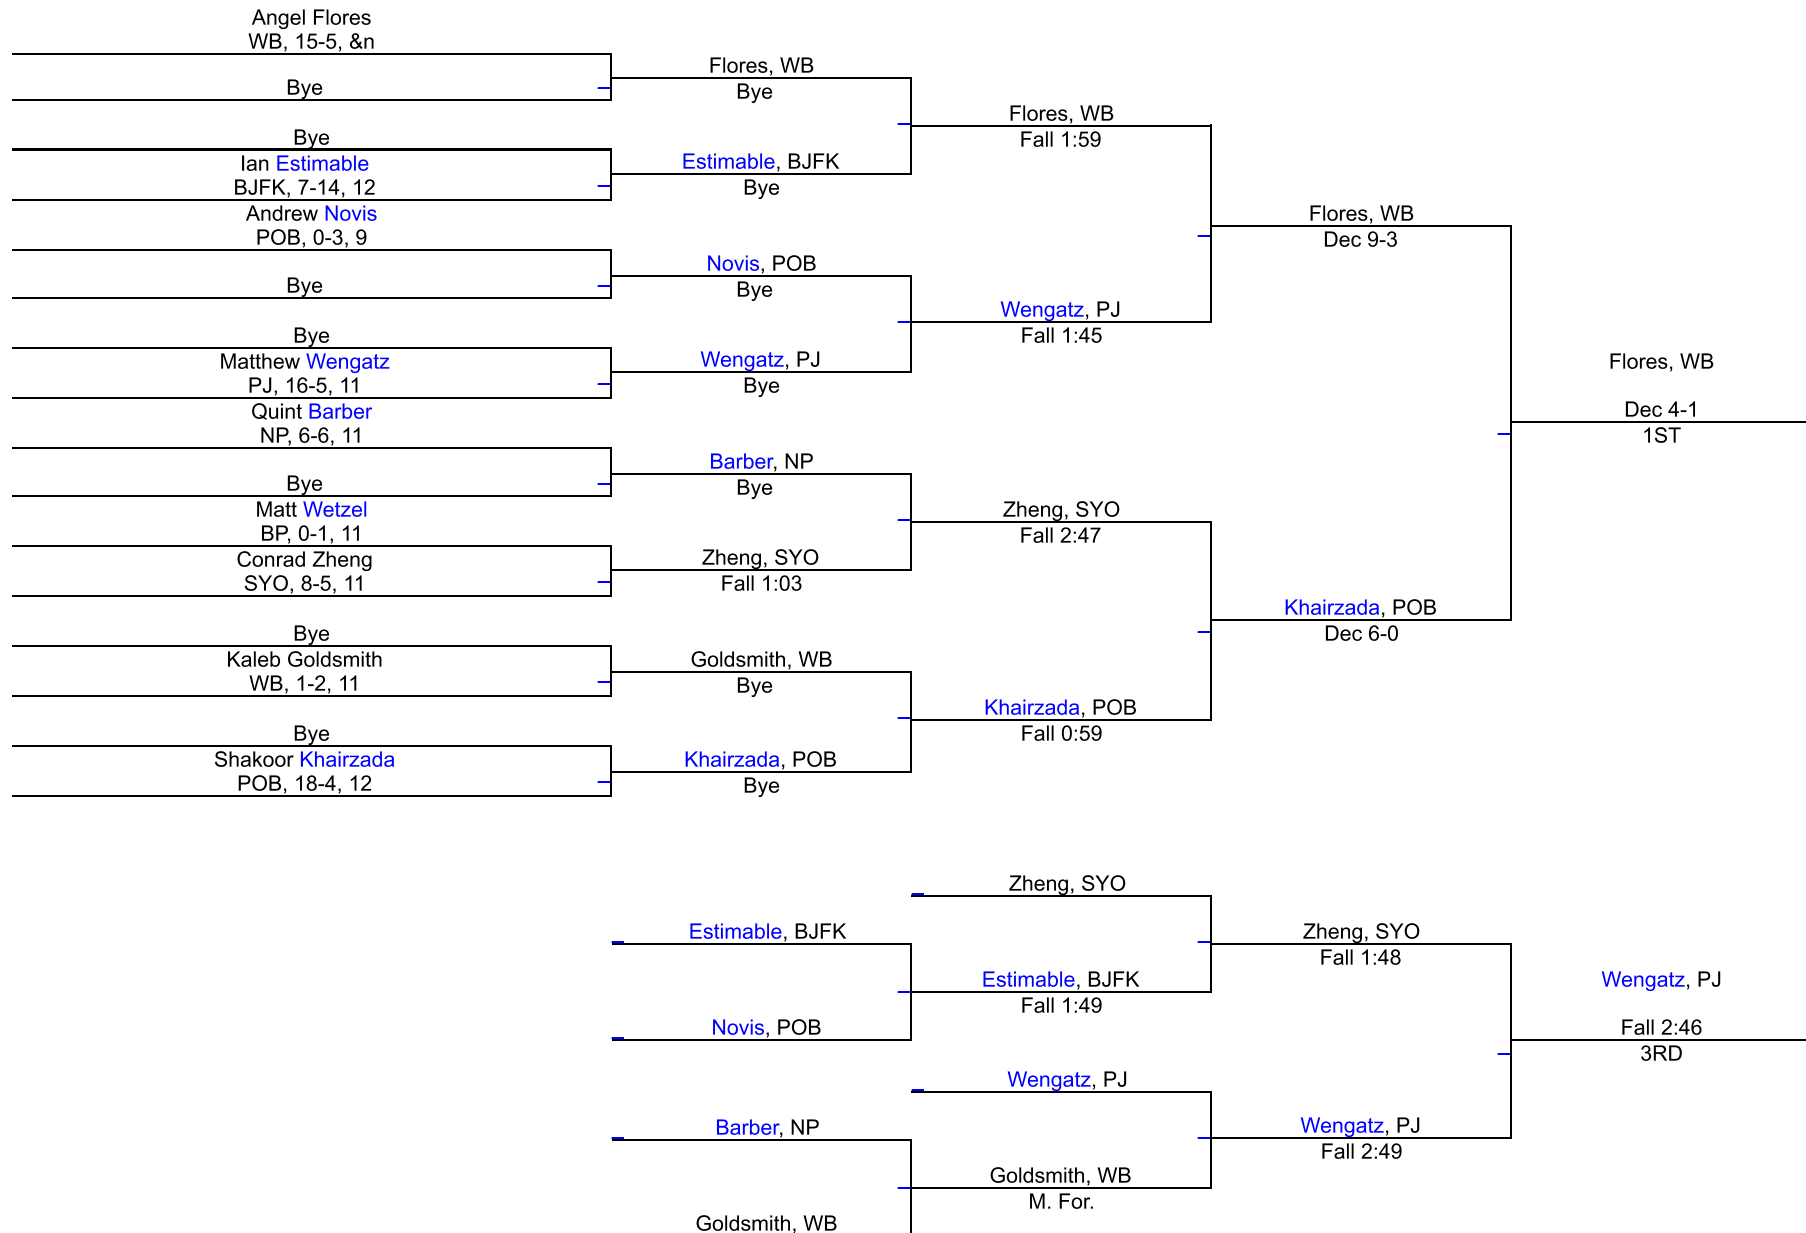 Angel Flores
WB, 15-5, &n
Bye
Bye
Ian Estimable
BJFK, 7-14, 12
Andrew Novis
POB, 0-3, 9
Bye
Bye
Matthew Wengatz
PJ, 16-5, 11
Quint Barber
NP, 6-6, 11
Bye
Matt Wetzel
BP, 0-1, 11
Conrad Zheng
SYO, 8-5, 11
Bye
Kaleb Goldsmith
WB, 1-2, 11
Bye
Shakoor Khairzada
POB, 18-4, 12
Flores, WB
Bye
Estimable, BJFK
Bye
Novis, POB
Bye
Wengatz, PJ
Bye
Barber, NP
Bye
Zheng, SYO
Fall 1:03
Goldsmith, WB
Bye
Khairzada, POB
Bye
Flores, WB
Fall 1:59
Wengatz, PJ
Fall 1:45
Zheng, SYO
Fall 2:47
Khairzada, POB
Fall 0:59
Flores, WB
Dec 9-3
Khairzada, POB
Dec 6-0
Flores, WB
Dec 4-1
1ST
Estimable, BJFK
Novis, POB
Barber, NP
Goldsmith, WB
Zheng, SYO
Estimable, BJFK
Fall 1:49
Wengatz, PJ
Goldsmith, WB
M. For.
Zheng, SYO
Fall 1:48
Wengatz, PJ
Fall 2:49
Wengatz, PJ
Fall 2:46
3RD